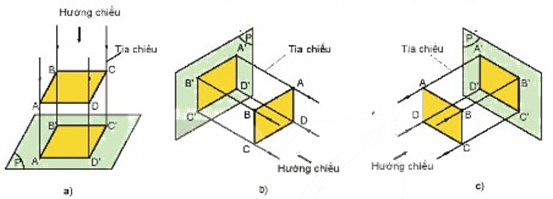 Hướng chiếu
Tia chiếu
B
C
A
D
B'
C'
A
D'
P
a)
P
A'
Tia chiếu
B'
D'
A
C'
B
D
C
Hướng chiếu
b)
P
Tia chiếu
A'
A
D'
B'
D
B
C'
C
Hướng chiếu
c)